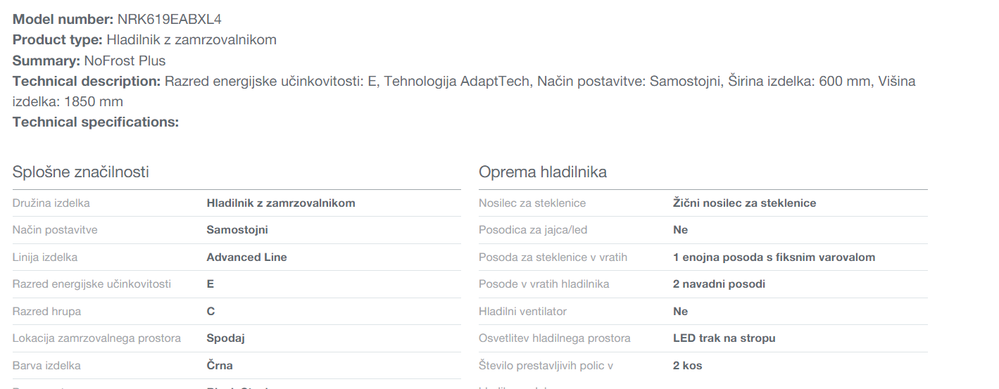 Model number: NRK619EABXL4
Product type: Hladilnik z zamrzovalnikom
Summary: NoFrost Plus
Technical description: Razred energijske učinkovitosti: E, Tehnologija AdaptTech, Način postavitve: Samostojni, Širina izdelka: 600 mm, Višina
izdelka: 1850 mm
Technical specifications:
Splošne značilnosti
Družina izdelka Hladilnik z zamrzovalnikom
Način postavitve Samostojni
Linija izdelka Advanced Line
Razred energijske učinkovitosti E
Razred hrupa C
Lokacija zamrzovalnega prostora Spodaj
Barva izdelka Črna
Oprema hladilnika
Nosilec za steklenice Žični nosilec za steklenice
Posodica za jajca/led Ne
Posoda za steklenice v vratih 1 enojna posoda s fiksnim varovalom
Posode v vratih hladilnika 2 navadni posodi
Hladilni ventilator Ne
Osvetlitev hladilnega prostora LED trak na stropu
Število prestavljivih polic v 2 kos